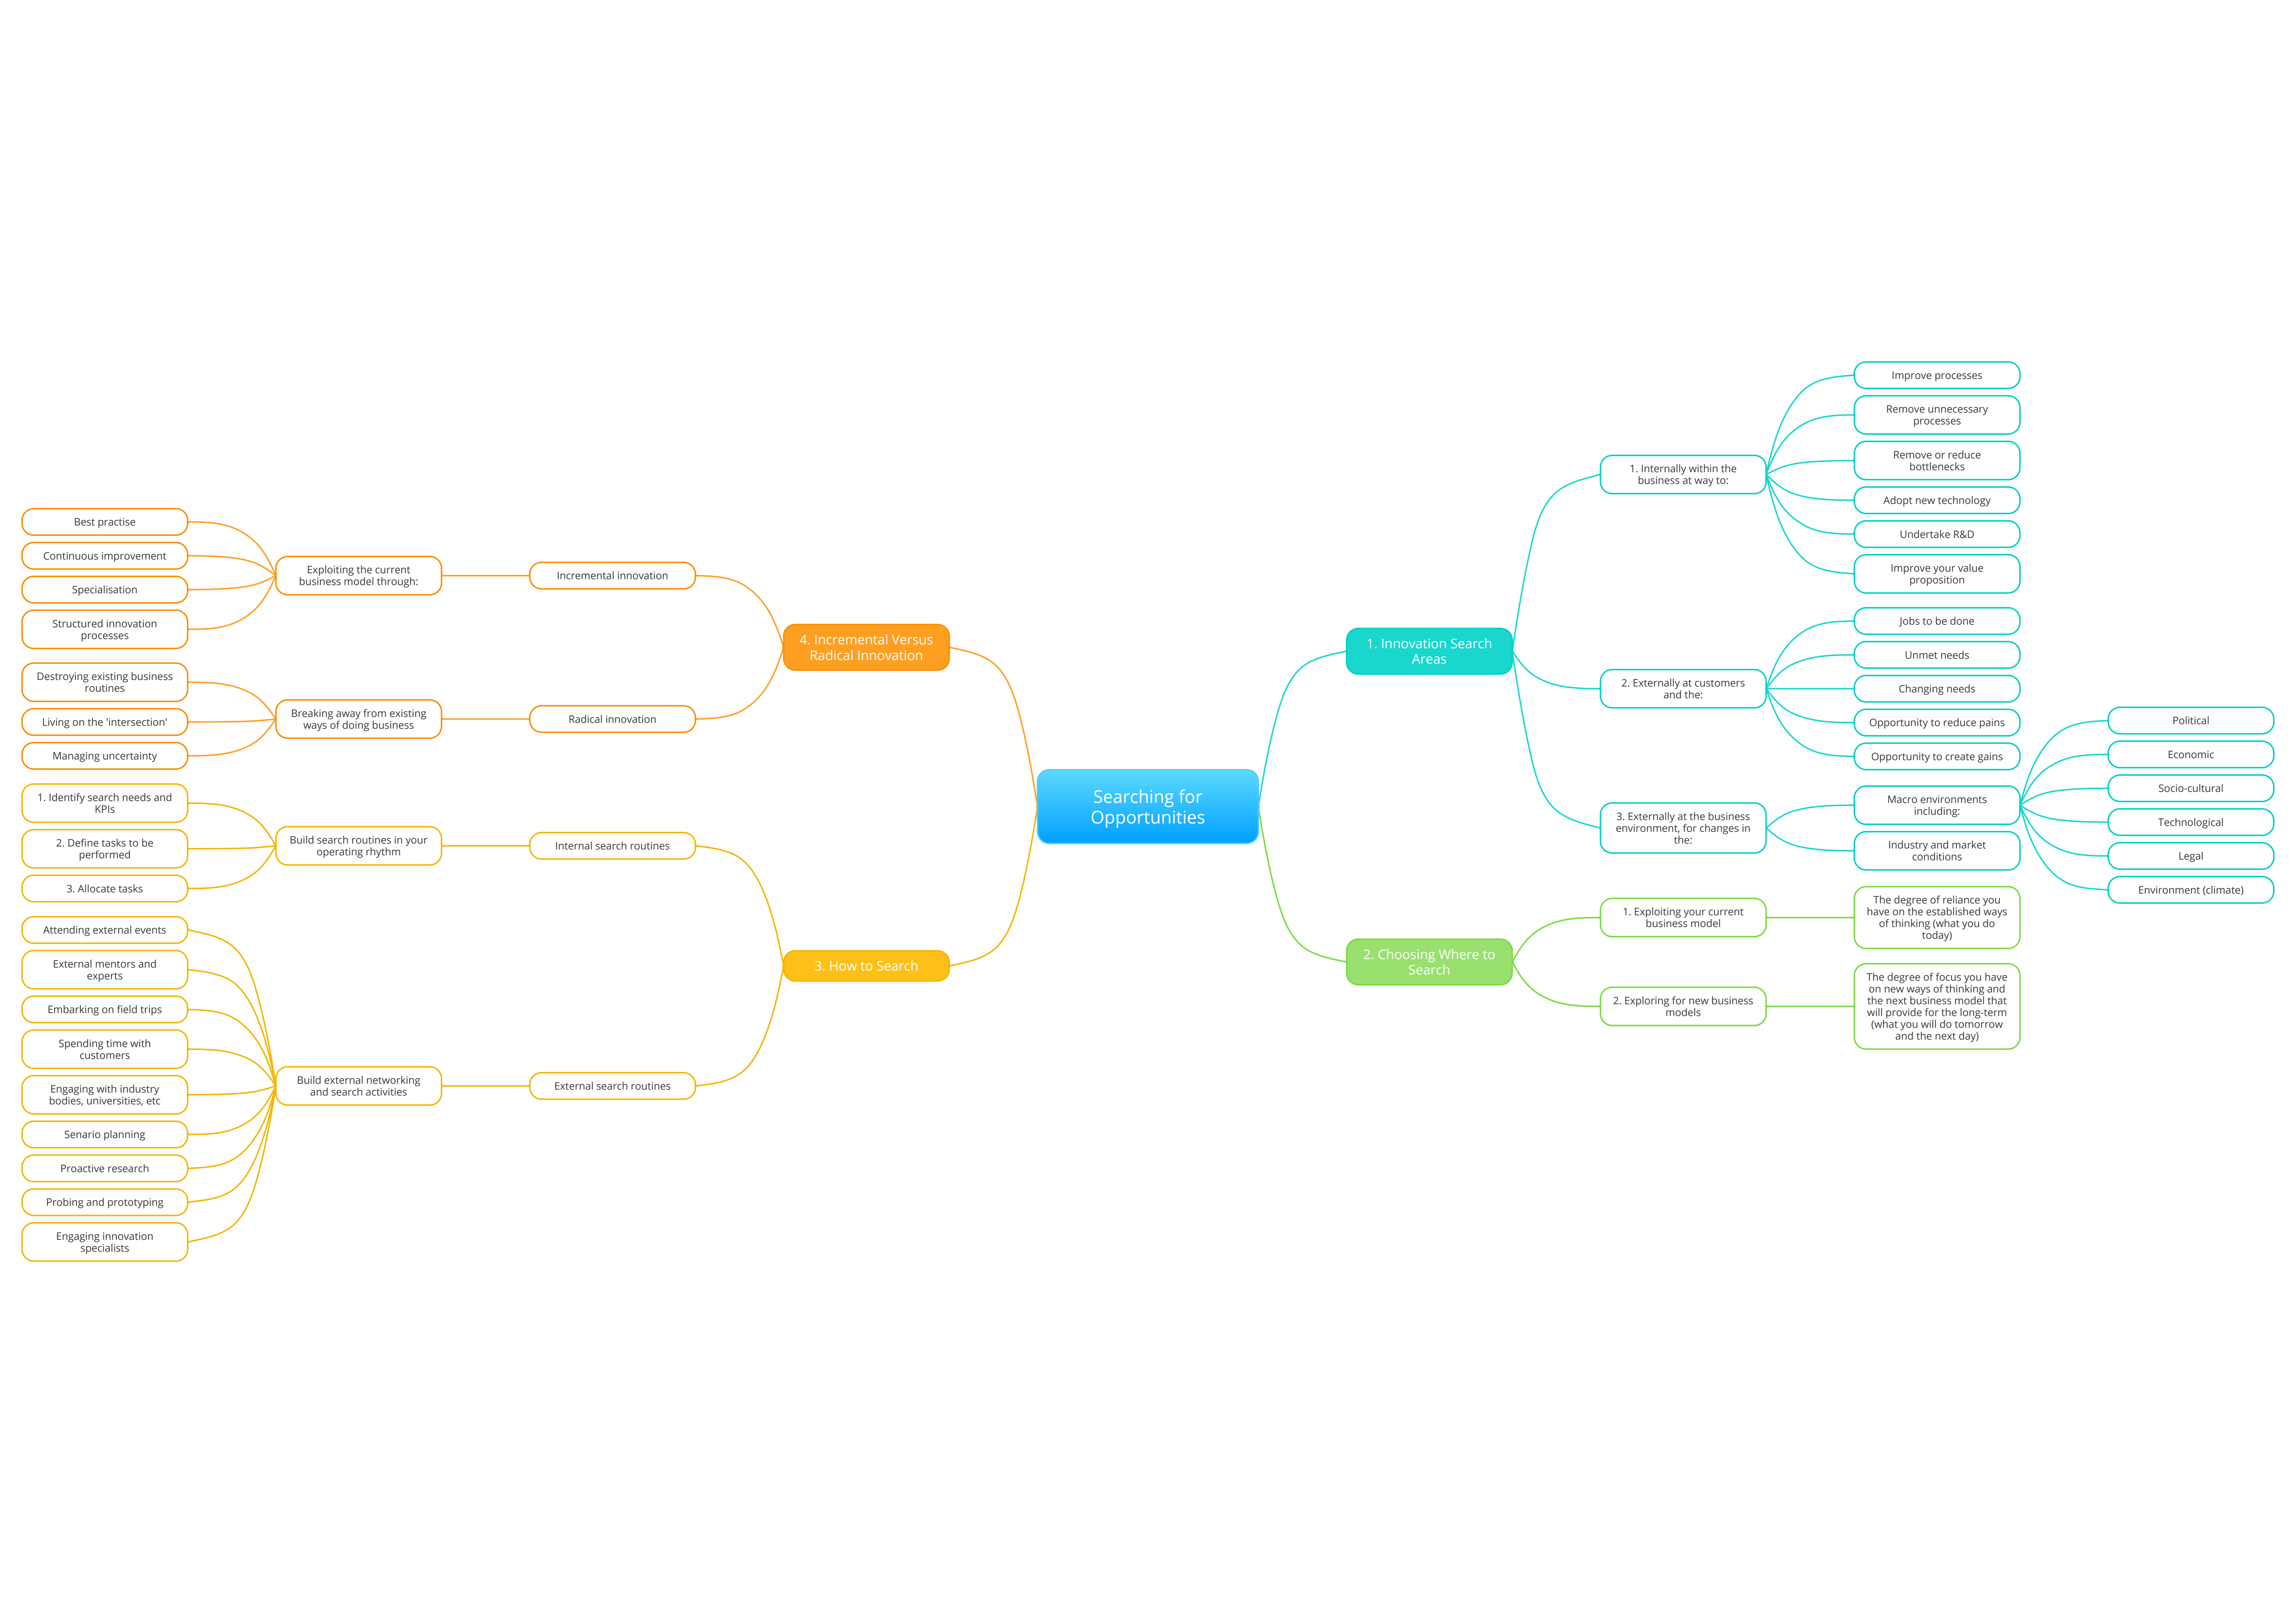 Searching for
Opportunities
1. Innovation Search
Areas
1. Internally within the
business at way to:
Improve processes
Remove unnecessary
processes
Remove or reduce
bottlenecks
Adopt new technology
Undertake R&D
Improve your value
proposition
2. Externally at customers
and the:
Jobs to be done
Unmet needs
Changing needs
Opportunity to reduce pains
Opportunity to create gains
3. Externally at the business
environment, for changes in
the:
Macro environments
including:
Political
Economic
Socio-cultural
Technological
Legal
Environment (climate)
Industry and market
conditions
2. Choosing Where to
Search
1. Exploiting your current
business model
The degree of reliance you
have on the established ways
of thinking (what you do
today)
2. Exploring for new business
models
The degree of focus you have
on new ways of thinking and
the next business model that
will provide for the long-term
(what you will do tomorrow
and the next day)
3. How to Search
Internal search routines
Build search routines in your
operating rhythm
1. Identify search needs and
KPIs
2. Define tasks to be
performed
3. Allocate tasks
External search routines
Build external networking
and search activities
Attending external events
External mentors and
experts
Embarking on field trips
Spending time with
customers
Engaging with industry
bodies, universities, etc
Senario planning
Proactive research
Probing and prototyping
Engaging innovation
specialists
4. Incremental Versus
Radical Innovation
Incremental innovation
Exploiting the current
business model through:
Best practise
Continuous improvement
Specialisation
Structured innovation
processes
Radical innovation
Breaking away from existing
ways of doing business
Destroying existing business
routines
Living on the 'intersection'
Managing uncertainty